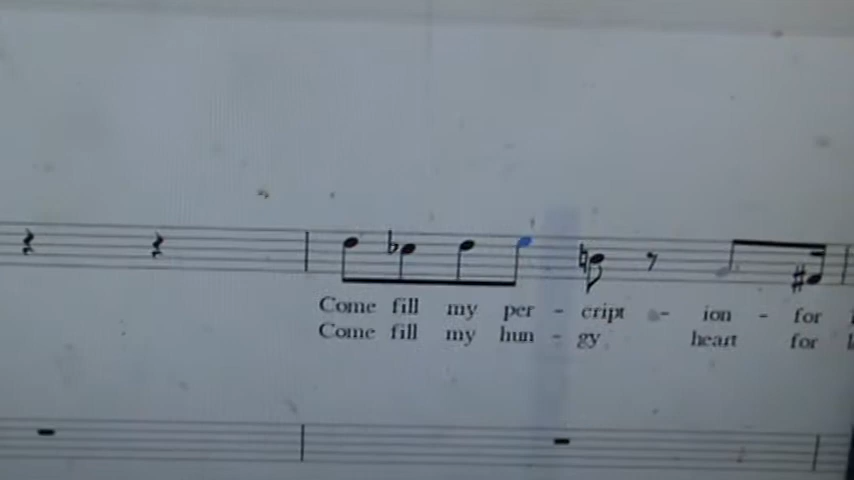 Come fill my per - cript - ion - for
Come fill my hun - gy heart for